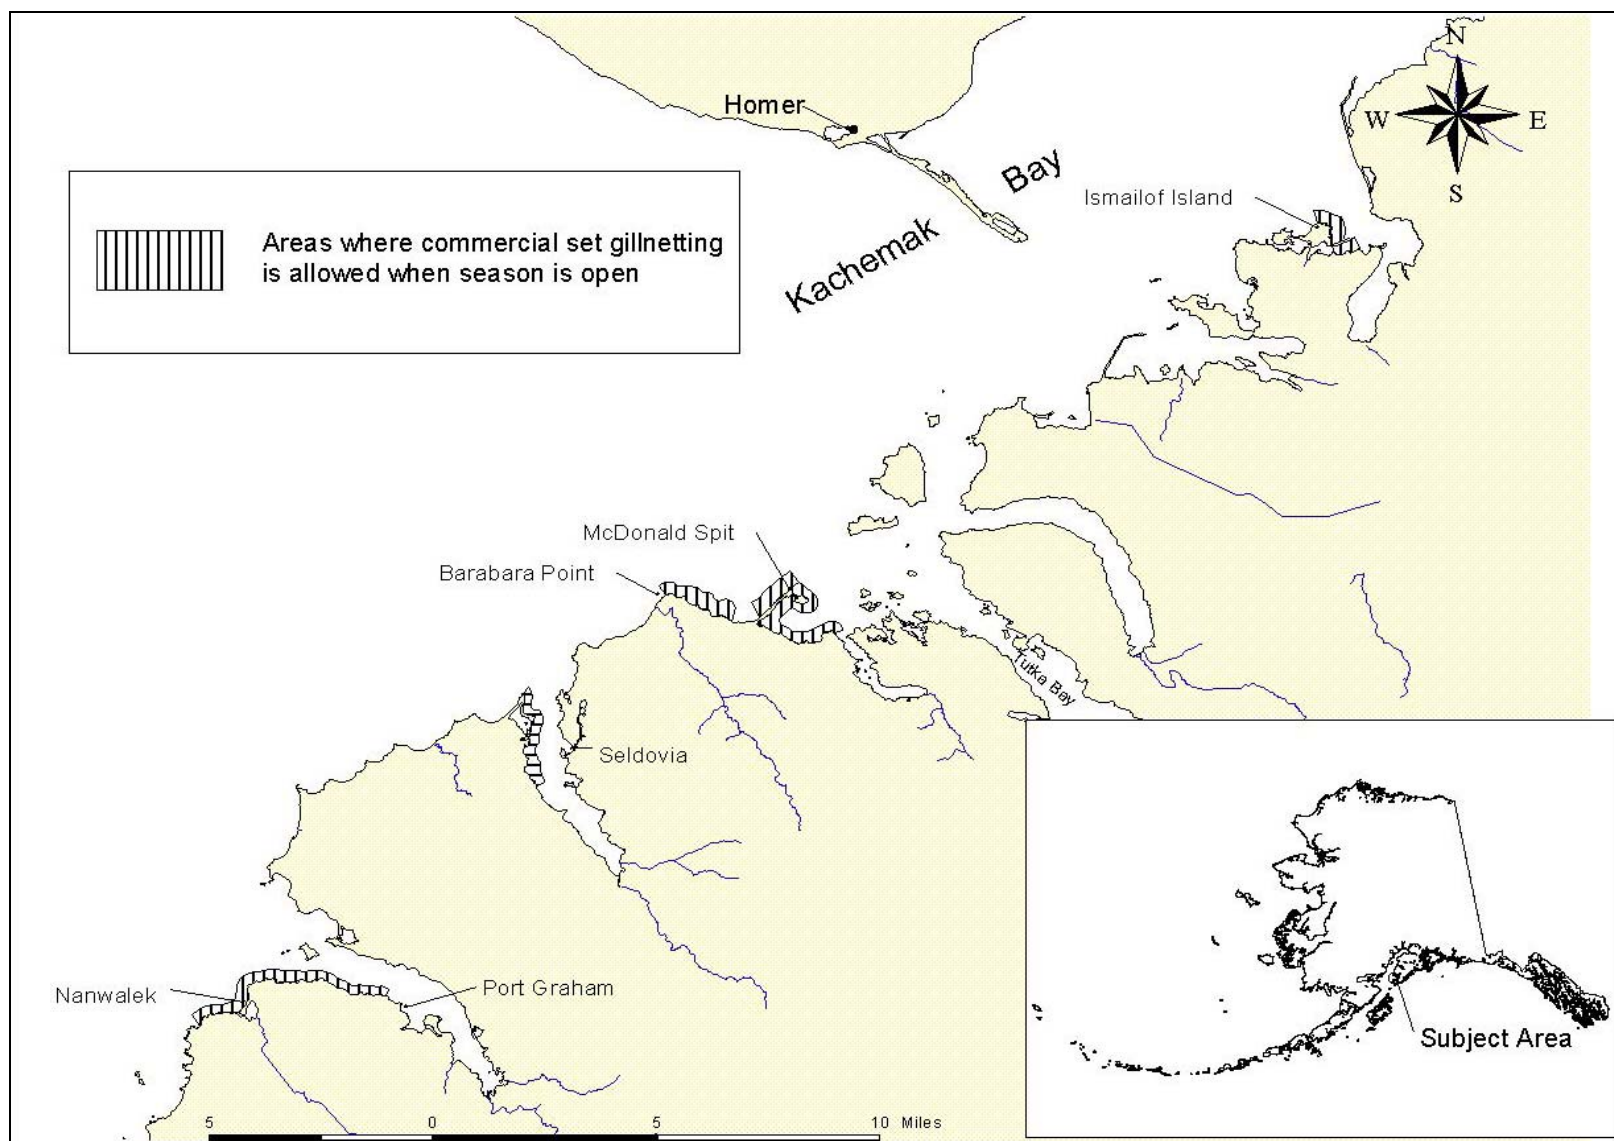 N
Homer
W
E
Bay
S
Ismailof Island
Areas where commercial set gillnetting
is allowed when season is open
Kachemak
McDonald Spit
Barabara Point
Tutka Bay
Seldovia
Nanwalek
Port Graham
Subject Area
5 0 5 10 Miles